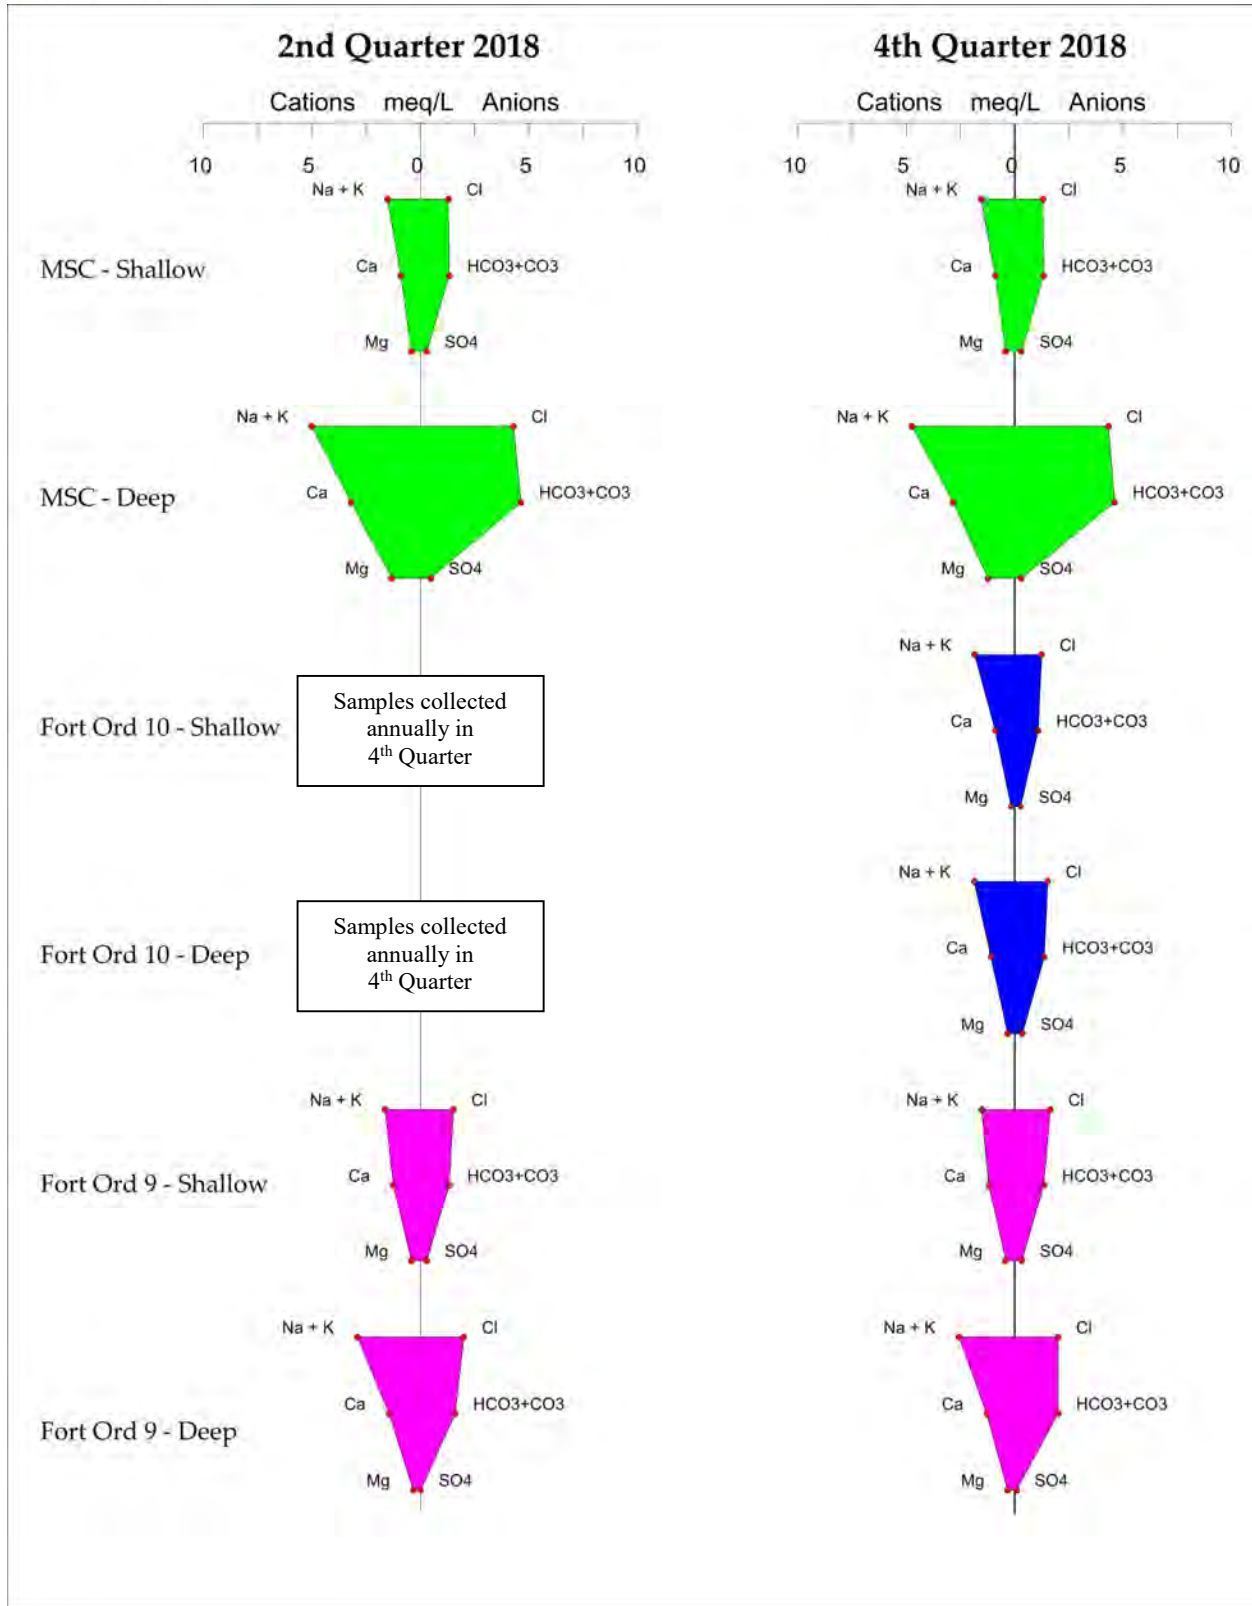 2nd Quarter 2018
4th Quarter 2018
Cations meq/L Anions
Cations meq/L Anions
10 5 0 5 10
10 5 0 5 10
MSC - Shallow
Na + K Cl
Ca HCO3+CO3
Mg SO4
Na + K Cl
Ca HCO3+CO3
Mg SO4
MSC - Deep
Na + K Cl
Ca HCO3+CO3
Mg SO4
Na + K Cl
Ca HCO3+CO3
Mg SO4
Fort Ord 10 - Shallow
Samples collected
annually in
4th Quarter
Na + K Cl
Ca HCO3+CO3
Mg SO4
Fort Ord 10 - Deep
Samples collected
annually in
4th Quarter
Na + K Cl
Ca HCO3+CO3
Mg SO4
Fort Ord 9 - Shallow
Na + K Cl
Ca HCO3+CO3
Mg SO4
Na + K Cl
Ca HCO3+CO3
Mg SO4
Fort Ord 9 - Deep
Na + K Cl
Ca HCO3+CO3
Mg SO4
Na + K Cl
Ca HCO3+CO3
Mg SO4